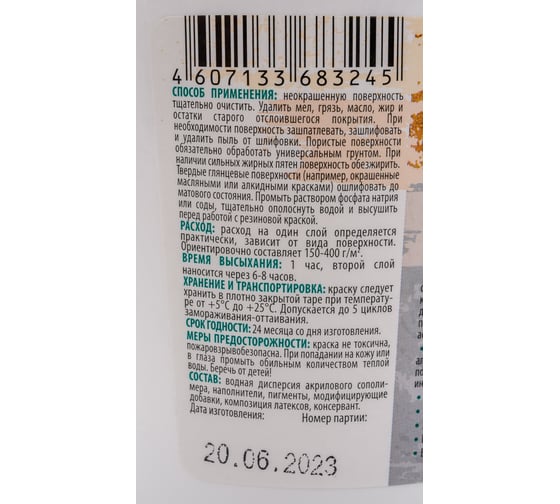 4 607133 683245
СПОСОБ ПРИМЕНЕНИЯ: неокрашенную поверхность
тщательно очистить. Удалить мел, грязь, масло, жир и
остатки старого отслоившегося покрытия. При
необходимости поверхность зашпатлевать, зашлифовать
и удалить пыль от шлифовки. Пористые поверхности
обязательно обработать универсальным грунтом. При
наличии сильных жирных пятен поверхность обезжирить.
Твердые глянцевые поверхности (например, окрашенные
масляными или алкидными красками) ошлифовать до
матового состояния. Промыть раствором фосфата натрия
или соды, тщательно ополоснуть водой и высушить
перед работой с резиновой краской.
РАСХОД: расход на один слой определяется
практически, зависит от вида поверхности.
Ориентировочно составляет 150-400 г/м².
ВРЕМЯ ВЫСЫХАНИЯ: 1 час, второй слой
наносится через 6-8 часов.
ХРАНЕНИЕ И ТРАНСПОРТИРОВКА: краску следует
хранить в плотно закрытой таре при температу-
ре от +5°С до +25°С. Допускается до 5 циклов
замораживания-оттаивания.
СРОК ГОДНОСТИ: 24 месяца со дня изготовления.
МЕРЫ ПРЕДОСТОРОЖНОСТИ: краска не токсична,
пожаровзрывобезопасна. При попадании на кожу или
в глаза промыть обильным количеством теплой
воды. Беречь от детей!
СОСТАВ: водная дисперсия акрилового сополи-
мера, наполнители, пигменты, модифицирующие
добавки, композиция латексов, консервант.
Дата изготовления: Номер партии:
20.06.2023